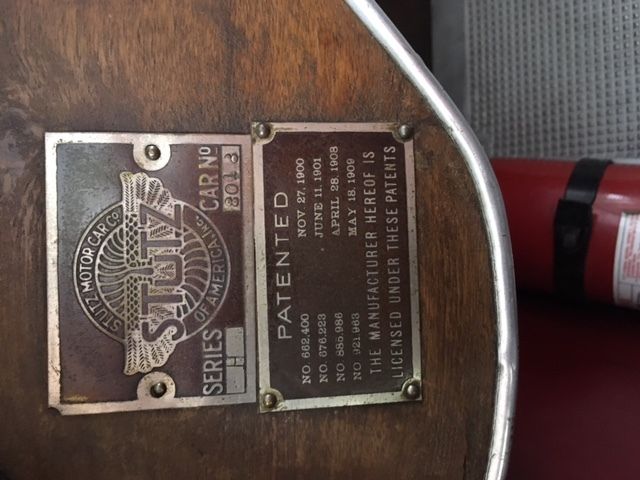 STUTZ MOTOR CAR CO.
STUTZ
OF AMERICA, INC.
SERIES H CAR NO
PATENTED
NO. 662,400 NOV. 27, 1900
NO. 676,223 JUNE 11. 1901
NO. 885,986 APRIL 28. 1908
NO 921.963 MAY 18, 1909
THE MANUFACTURER HEREOF IS
LICENSED UNDER THESE PATENTS